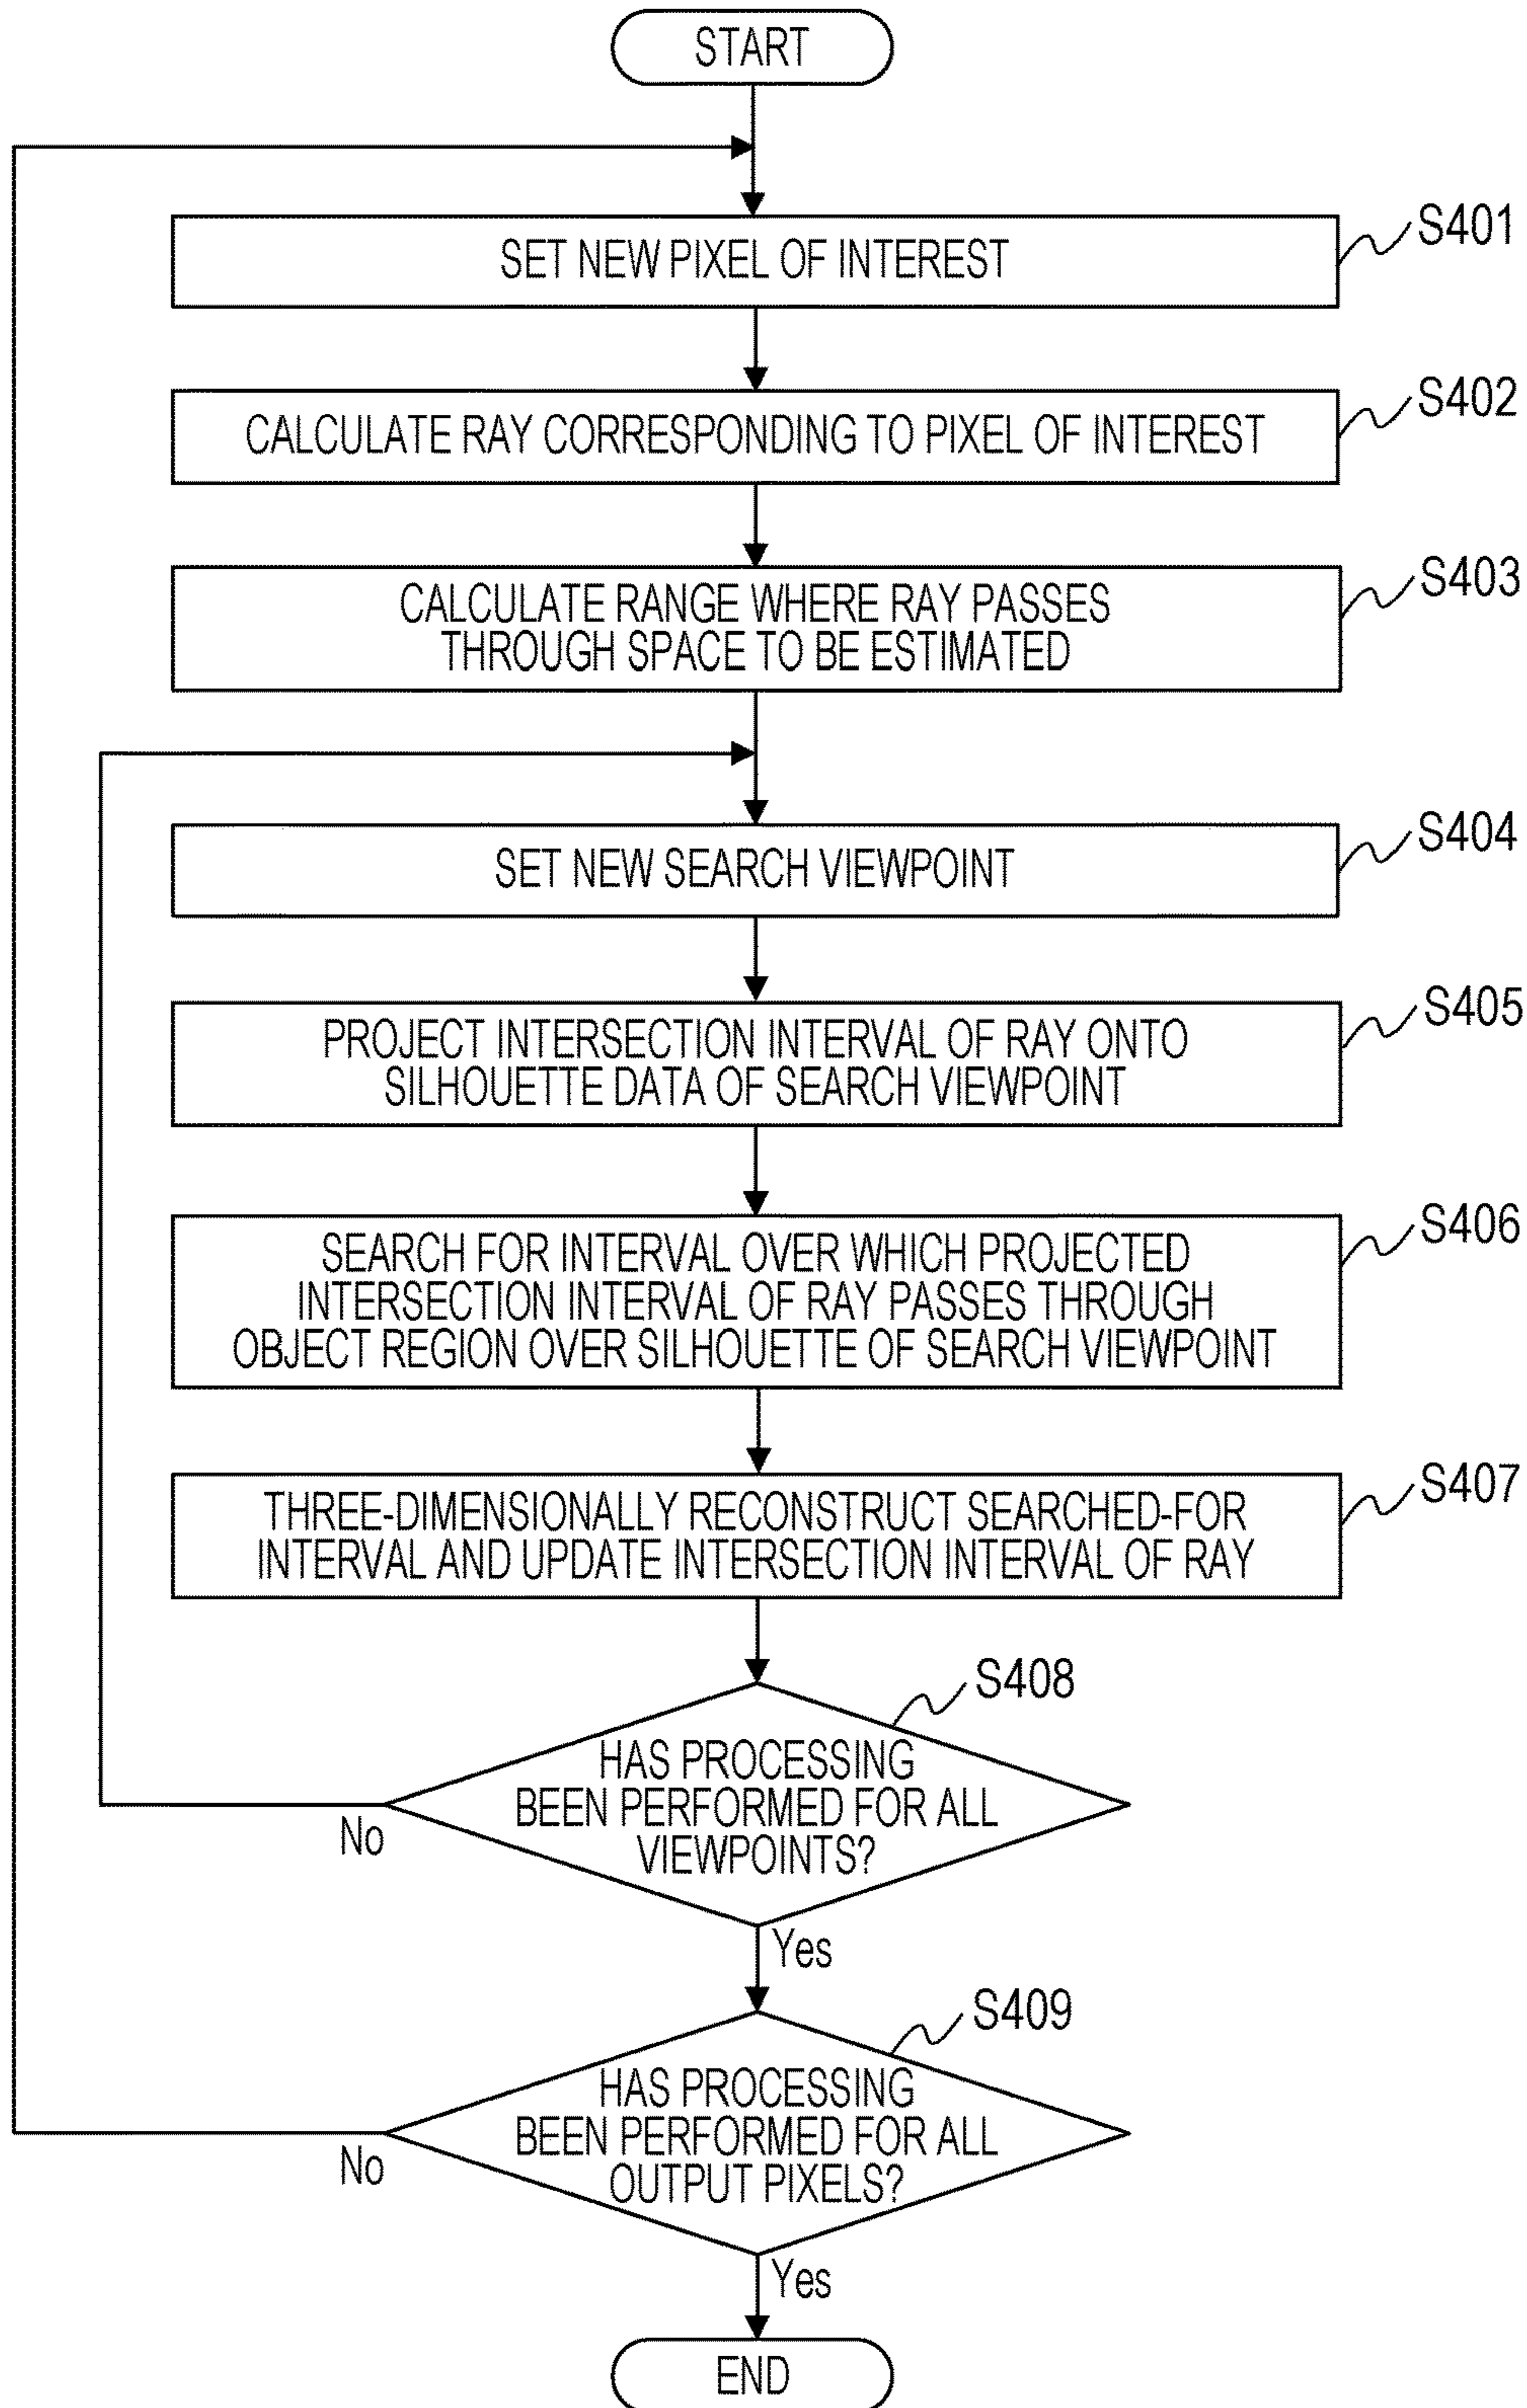 START
SET NEW PIXEL OF INTEREST
S401
CALCULATE RAY CORRESPONDING TO PIXEL OF INTEREST
S402
CALCULATE RANGE WHERE RAY PASSES
THROUGH SPACE TO BE ESTIMATED
S403
SET NEW SEARCH VIEWPOINT
S404
PROJECT INTERSECTION INTERVAL OF RAY ONTO
SILHOUETTE DATA OF SEARCH VIEWPOINT
S405
SEARCH FOR INTERVAL OVER WHICH PROJECTED
INTERSECTION INTERVAL OF RAY PASSES THROUGH
OBJECT REGION OVER SILHOUETTE OF SEARCH VIEWPOINT
S406
THREE-DIMENSIONALLY RECONSTRUCT SEARCHED-FOR
INTERVAL AND UPDATE INTERSECTION INTERVAL OF RAY
S407
S408
HAS PROCESSING
BEEN PERFORMED FOR ALL
VIEWPOINTS?
No
Yes
S409
HAS PROCESSING
BEEN PERFORMED FOR ALL
OUTPUT PIXELS?
No
Yes
END